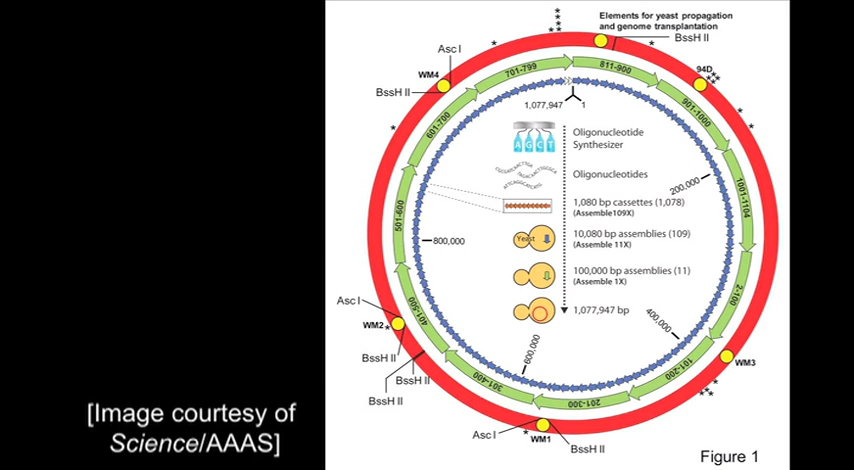 Elements for yeast propagation
and genome transplantation
BssH II
Asc I
WM4
BssH II
94D
701-799
811-900
601-700
901-1000
1,077,947
1
Oligonucleotide
Synthesizer
A G C T
200,000
1001-1104
Oligonucleotides
1,080 bp cassettes (1,078)
(Assemble109X)
501-600
800,000
Yeast
10,080 bp assemblies (109)
(Assemble 11X)
100,000 bp assemblies (11)
(Assemble 1X)
2-100
Asc I
401-500
1,077,947 bp
400,000
WM2
BssH II
600,000
101-200
WM3
BssH II
301-400
201-300
BssH II
Asc I
WM1
BssH II
Figure 1
[Image courtesy of
Science/AAAS]